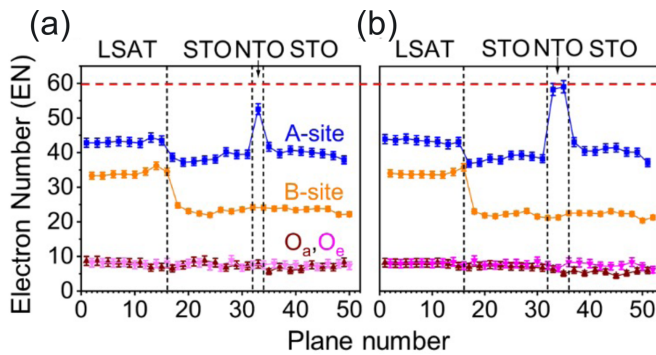 (a)
(b)
LSAT STO NTO STO
LSAT STO NTO STO
Electron Number (EN)
60
50
40
30
20
10
0
A-site
B-site
Oa,Oe
0 10 20 30 40 50
0 10 20 30 40 50
Plane number